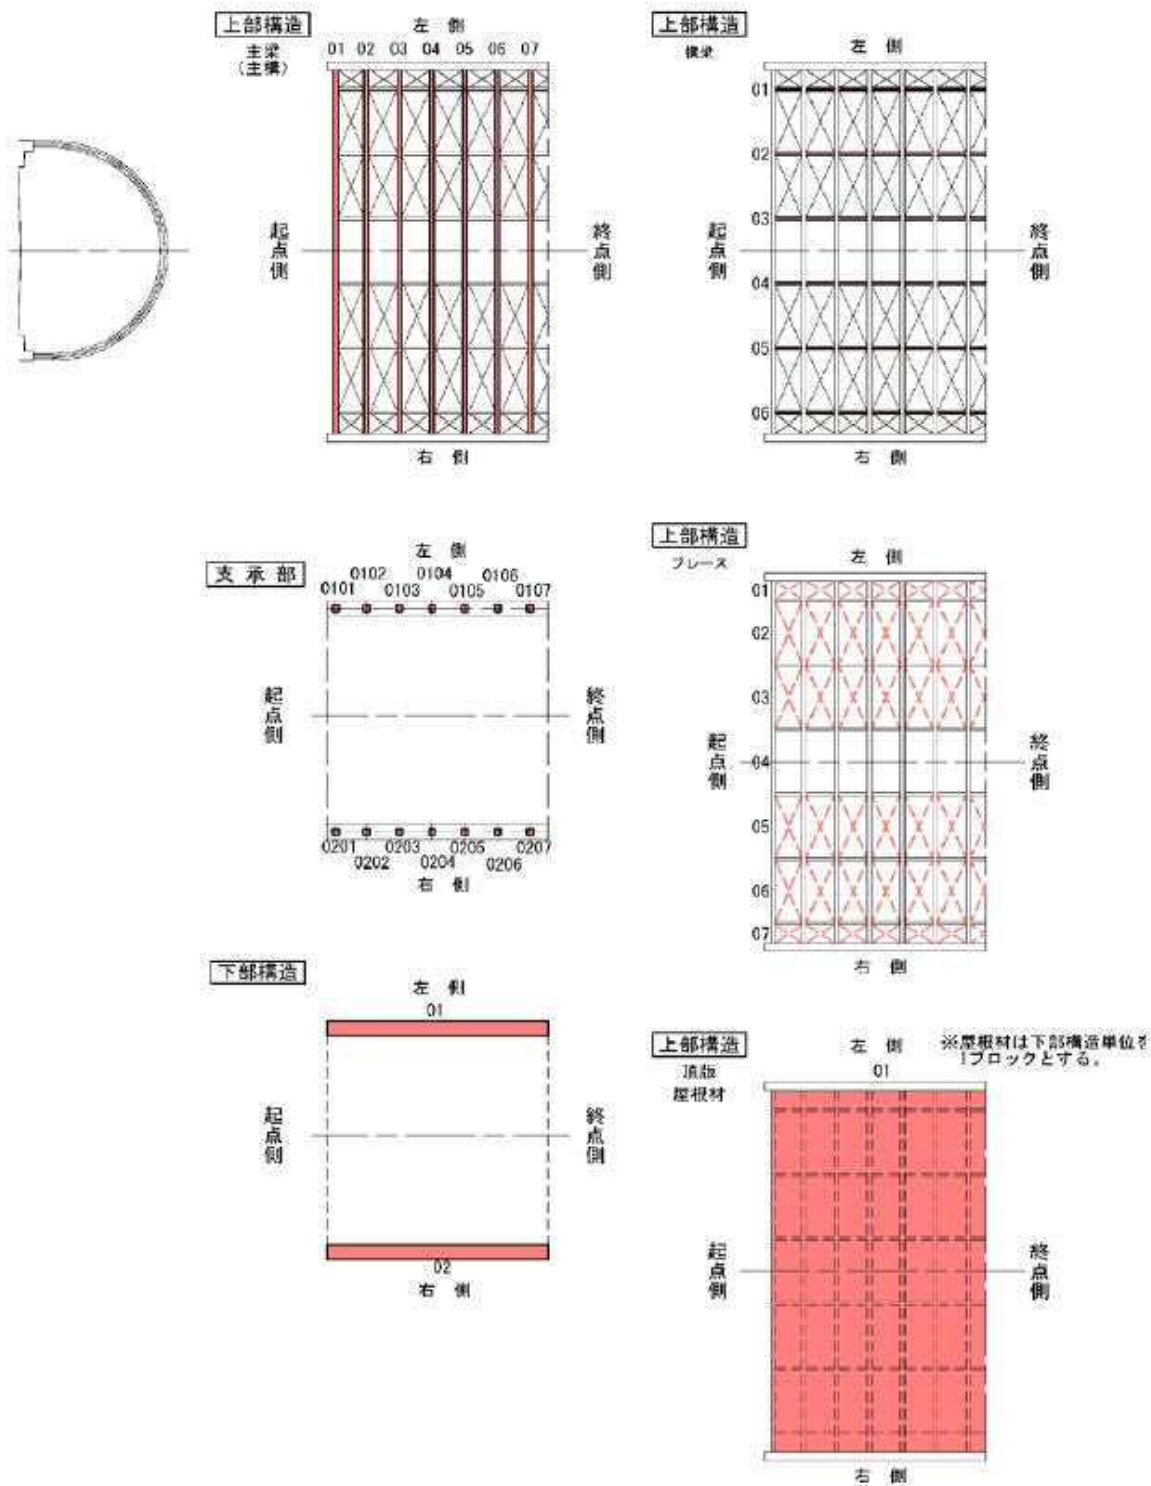 上部構造
左側
主梁
（主構）
01 02 03 04 05 06 07
起点側
終点側
右側
上部構造
左側
横梁
01
02
03
04
05
06
起点側
終点側
右側
支承部
左側
0101 0102 0103 0104 0105 0106 0107
起点側
終点側
0201 0202 0203 0204 0205 0206 0207
右側
上部構造
左側
ブレース
01
02
03
04
05
06
07
起点側
終点側
右側
下部構造
左側
01
起点側
終点側
02
右側
上部構造
左側
頂版
屋根材
01
※屋根材は下部構造単位を
1ブロックとする。
起点側
終点側
右側